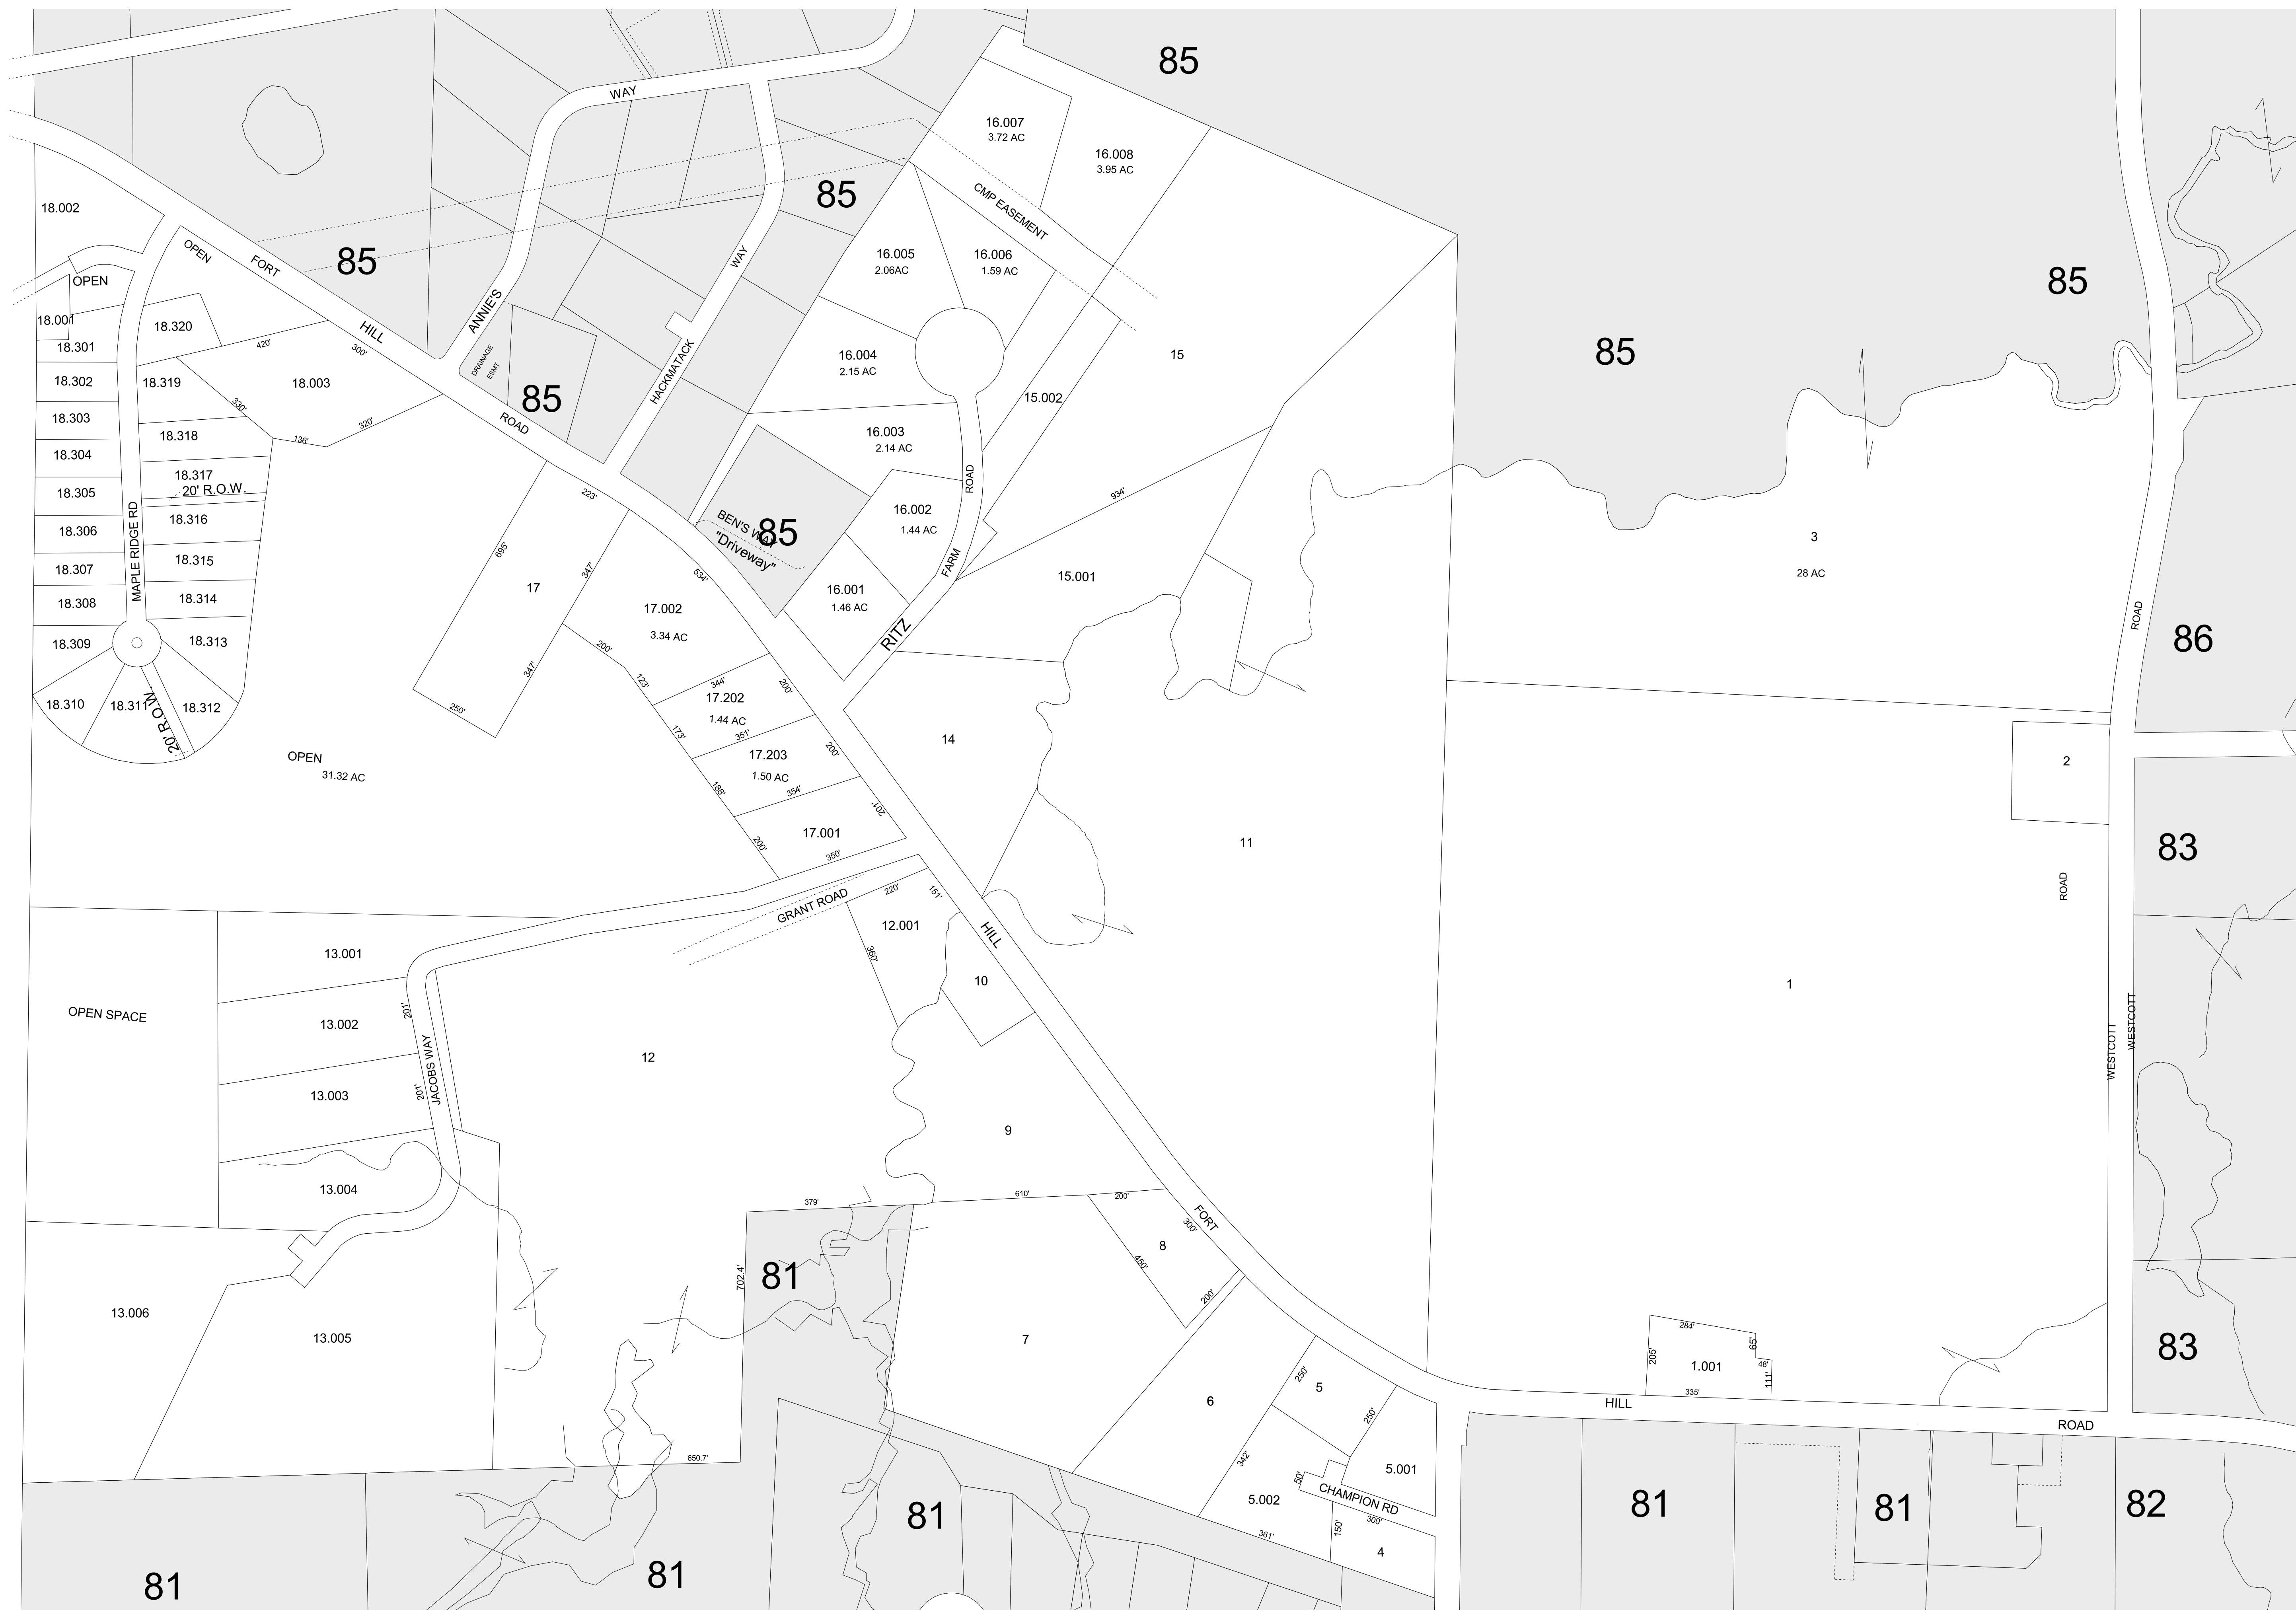 85
WAY
16.007
3.72 AC
16.008
3.95 AC
CMP EASEMENT
85
18.002
OPEN
FORT
85
OPEN
18.001
18.301
18.320
WAY
16.005
2.06AC
16.006
1.59 AC
85
ANNIE'S
HILL
420'
300'
18.302
18.319
18.003
330'
DRAINAGE
ESMT
85
HACKMATACK
16.004
2.15 AC
15
85
15.002
18.303
18.318
136'
320'
ROAD
16.003
2.14 AC
18.304
18.317
20' R.O.W.
18.305
223'
ROAD
934'
18.306
18.316
MAPLE RIDGE RD
BEN'S WAY
85
"Driveway"
16.002
1.44 AC
3
28 AC
18.307
18.315
695'
347'
534'
FARM
15.001
17
16.001
1.46 AC
18.308
18.314
17.002
3.34 AC
RITZ
ROAD
86
18.309
18.313
200'
347'
123'
344'
200'
18.310
18.311
20' R.O.W.
18.312
250'
17.202
1.44 AC
173'
351'
14
200'
17.203
1.50 AC
2
OPEN
31.32 AC
188'
354'
201'
17.001
200'
350'
11
83
ROAD
GRANT ROAD
220'
151'
12.001
HILL
13.001
360'
10
1
OPEN SPACE
201'
13.002
WESTCOTT
WESTCOTT
12
JACOBS WAY
13.003
201'
9
13.004
379'
610'
200'
FORT
300'
8
450'
81
702.4'
200'
13.006
13.005
7
284'
65'
205'
1.001
48'
111'
335'
83
250'
5
6
250'
HILL
ROAD
650.7'
342'
5.001
50'
CHAMPION RD
5.002
300'
361'
150'
4
81
81
81
82
81
81